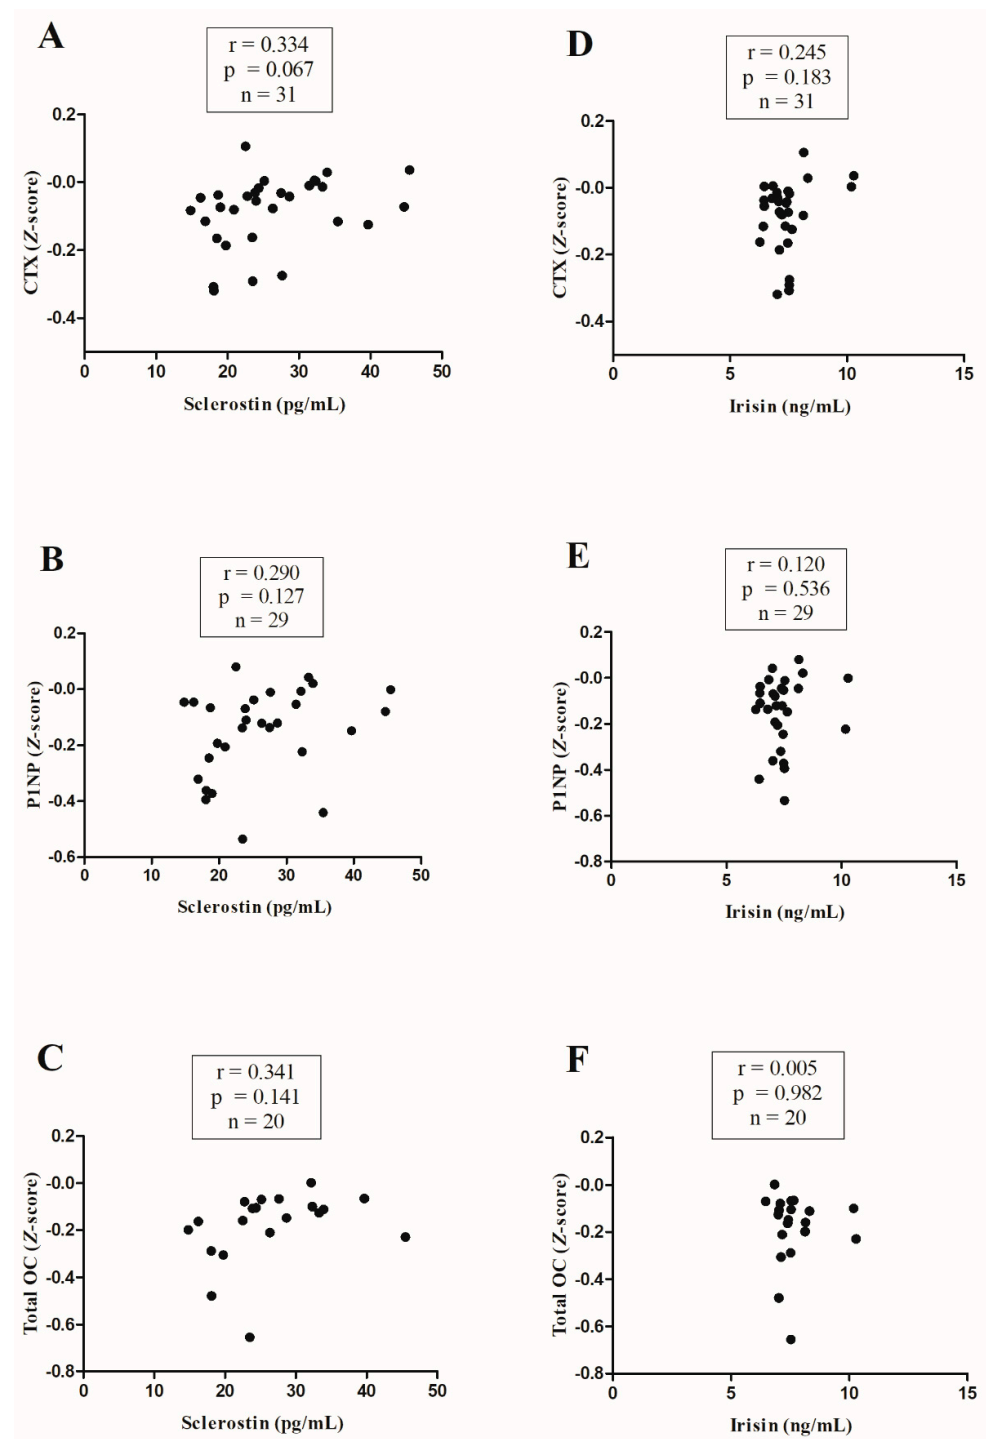 A
r = 0.334
p = 0.067
n = 31
0.2
-0.0
-0.2
-0.4
CTX (Z-score)
0 10 20 30 40 50
Sclerostin (pg/mL)
D
r = 0.245
p = 0.183
n = 31
0.2
-0.0
-0.2
-0.4
CTX (Z-score)
0 5 10 15
Irisin (ng/mL)
B
r = 0.290
p = 0.127
n = 29
0.2
-0.0
-0.2
-0.4
-0.6
P1NP (Z-score)
0 10 20 30 40 50
Sclerostin (pg/mL)
E
r = 0.120
p = 0.536
n = 29
0.2
-0.0
-0.2
-0.4
-0.6
-0.8
P1NP (Z-score)
0 5 10 15
Irisin (ng/mL)
C
r = 0.341
p = 0.141
n = 20
0.2
-0.0
-0.2
-0.4
-0.6
-0.8
Total OC (Z-score)
0 10 20 30 40 50
Sclerostin (pg/mL)
F
r = 0.005
p = 0.982
n = 20
0.2
-0.0
-0.2
-0.4
-0.6
-0.8
Total OC (Z-score)
0 5 10 15
Irisin (ng/mL)